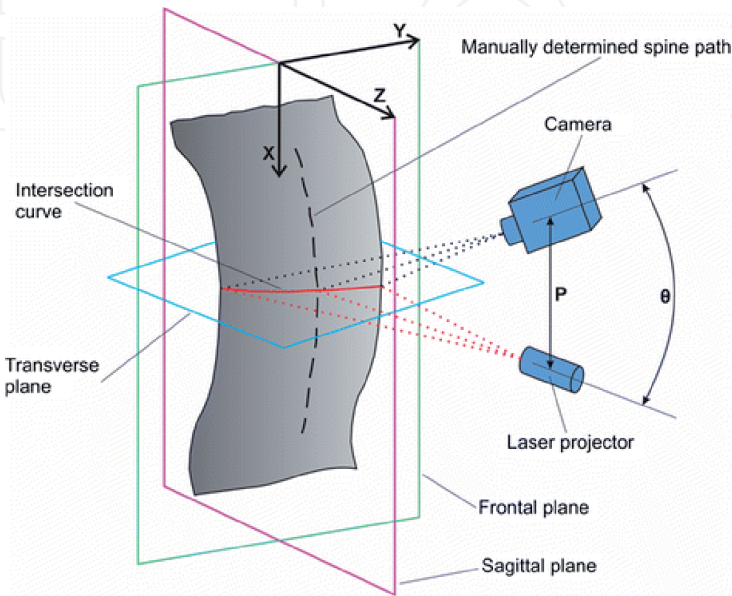 Y
Manually determined spine path
Z
Camera
X
Intersection
curve
P
θ
Transverse
plane
Laser projector
Frontal plane
Sagittal plane